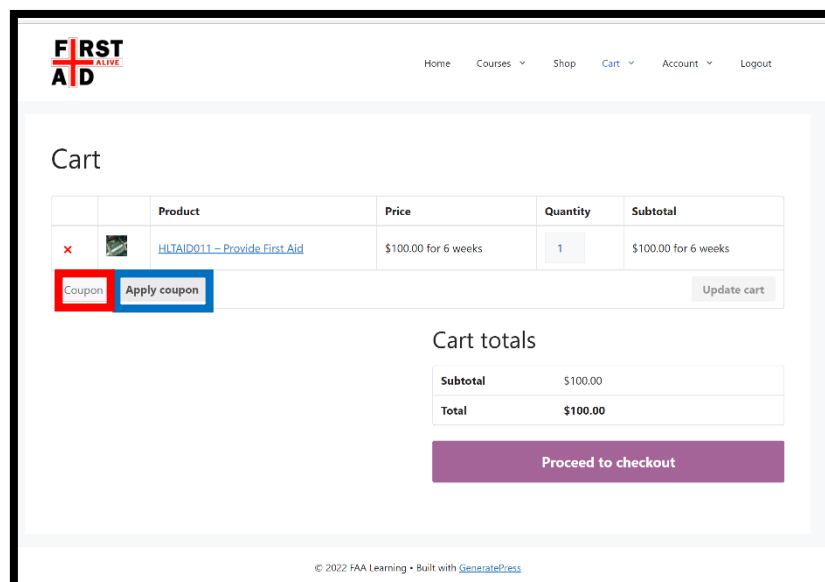 FIRST
ALIVE
AID
Home Courses Shop Cart Account Logout
Cart
Product Price Quantity Subtotal
× HLTAID011 – Provide First Aid $100.00 for 6 weeks 1 $100.00 for 6 weeks
Coupon Apply coupon Update cart
Cart totals
Subtotal $100.00
Total $100.00
Proceed to checkout
© 2022 FAA Learning • Built with GeneratePress